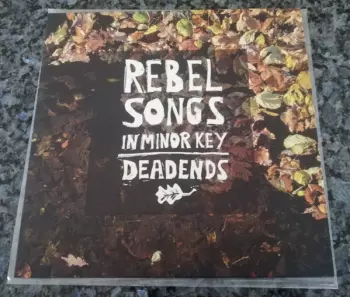 REBEL
SONGS
IN MINOR KEY
DEADENDS